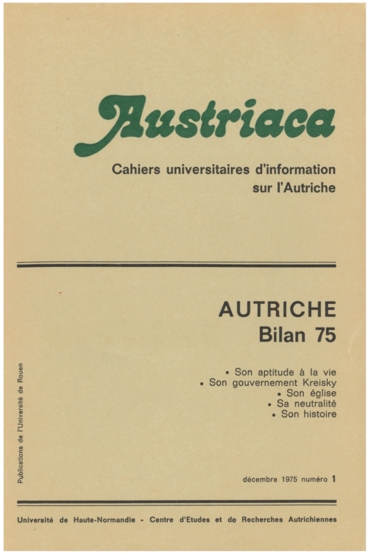 Austriaca
Cahiers universitaires d'information
sur l'Autriche
AUTRICHE
Bilan 75
• Son aptitude à la vie
• Son gouvernement Kreisky
• Son église
• Sa neutralité
• Son histoire
Publications de l'Université de Rouen
décembre 1975 numéro 1
Université de Haute-Normandie - Centre d'Etudes et de Recherches Autrichiennes